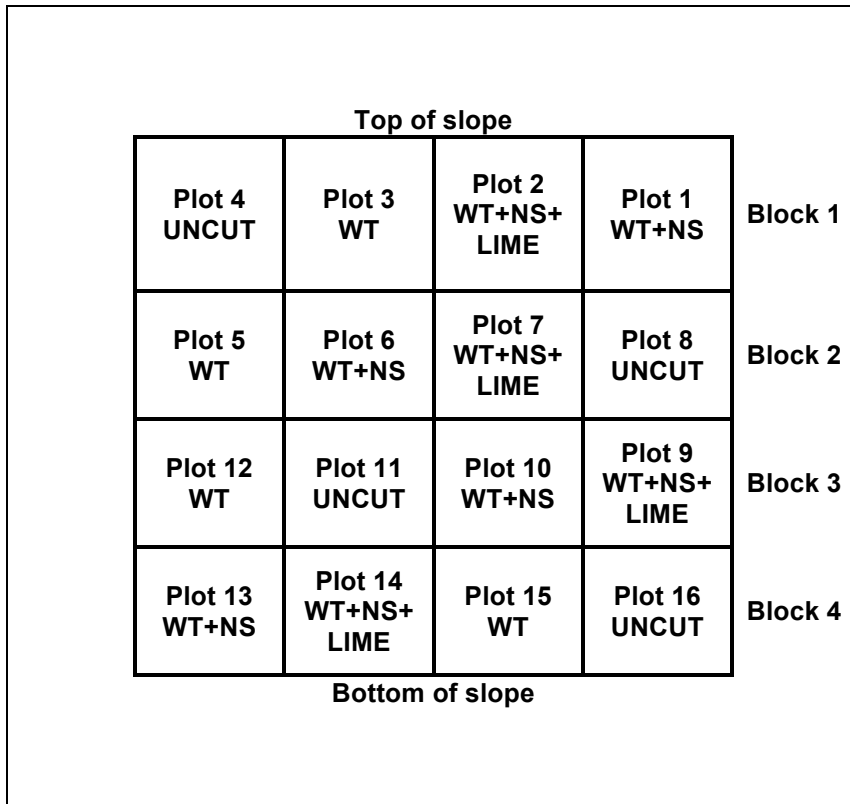 Top of slope
Plot 4
UNCUT
Plot 3
WT
Plot 2
WT+NS+
LIME
Plot 1
WT+NS
Block 1
Plot 5
WT
Plot 6
WT+NS
Plot 7
WT+NS+
LIME
Plot 8
UNCUT
Block 2
Plot 12
WT
Plot 11
UNCUT
Plot 10
WT+NS
Plot 9
WT+NS+
LIME
Block 3
Plot 13
WT+NS
Plot 14
WT+NS+
LIME
Plot 15
WT
Plot 16
UNCUT
Block 4
Bottom of slope